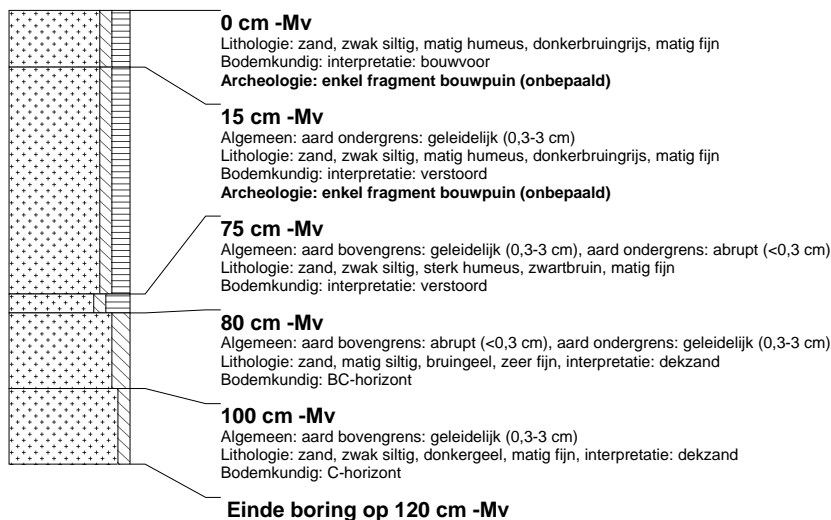 0 cm -Mv
Lithologie: zand, zwak siltig, matig humeus, donkerbruingrijs, matig fijn
Bodemkundig: interpretatie: bouwvoor
Archeologie: enkel fragment bouwpuin (onbepaald)
15 cm -Mv
Algemeen: aard ondergrens: geleidelijk (0,3-3 cm)
Lithologie: zand, zwak siltig, matig humeus, donkerbruingrijs, matig fijn
Bodemkundig: interpretatie: verstoord
Archeologie: enkel fragment bouwpuin (onbepaald)
75 cm -Mv
Algemeen: aard bovengrens: geleidelijk (0,3-3 cm), aard ondergrens: abrupt (<0,3 cm)
Lithologie: zand, zwak siltig, sterk humeus, zwartbruin, matig fijn
Bodemkundig: interpretatie: verstoord
80 cm -Mv
Algemeen: aard bovengrens: abrupt (<0,3 cm), aard ondergrens: geleidelijk (0,3-3 cm)
Lithologie: zand, matig siltig, bruingeel, zeer fijn, interpretatie: dekzand
Bodemkundig: BC-horizont
100 cm -Mv
Algemeen: aard bovengrens: geleidelijk (0,3-3 cm)
Lithologie: zand, zwak siltig, donkergeel, matig fijn, interpretatie: dekzand
Bodemkundig: C-horizont
Einde boring op 120 cm -Mv